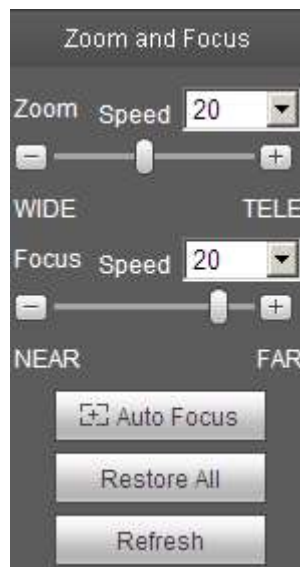 Zoom and Focus
Zoom Speed 20
WIDE TELE
Focus Speed 20
NEAR FAR
Auto Focus
Restore All
Refresh